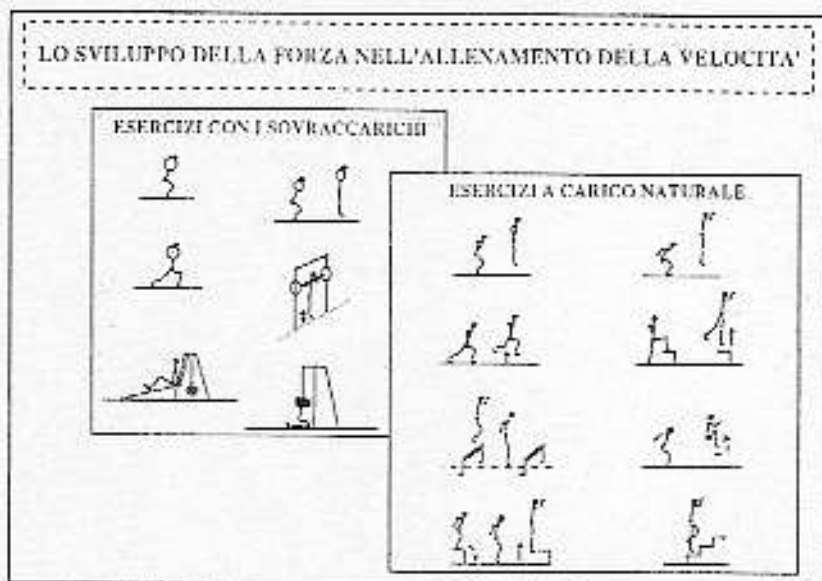 LO SVILUPPO DELLA FORZA NELL'ALLENAMENTO DELLA VELOCITA'
ESERCIZI CON I SOVRACCARICHI
ESERCIZI A CARICO NATURALE